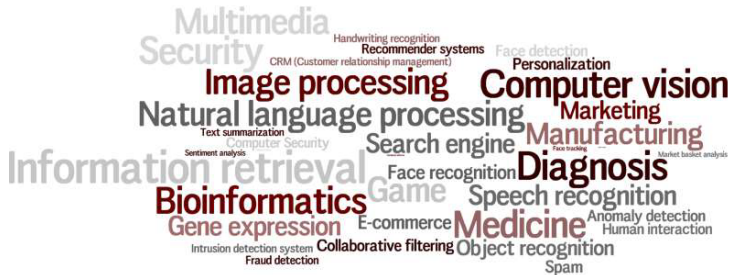 Multimedia
Handwriting recognition
Security
Recommender systems
Face detection
CRM (Customer relationship management)
Personalization
Image processing
Computer vision
Natural language processing
Marketing
Text summarization
Manufacturing
Computer Security
Search engine
Sentiment analysis
Face tracking
Market basket analysis
Information retrieval
Face recognition
Diagnosis
Bioinformatics
Game
Speech recognition
Gene expression
E-commerce
Medicine
Anomaly detection
Human interaction
Intrusion detection system
Collaborative filtering
Object recognition
Fraud detection
Spam